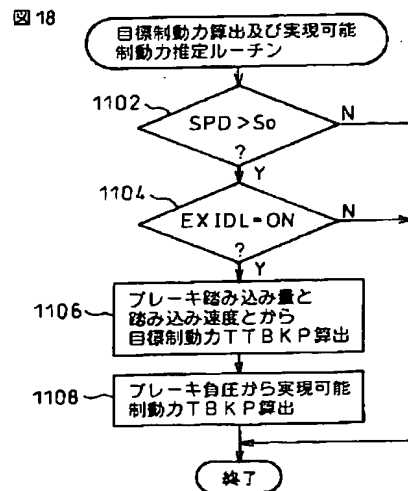 図18
目標制動力算出及び実現可能
制動力推定ルーチン
1102
SPD>So
N
?
Y
1104
EXIDL=ON
N
?
Y
1106
ブレーキ踏み込み量と
踏み込み速度とから
目標制動力TTBKP算出
1108
ブレーキ負圧から実現可能
制動力TBKP算出
終了